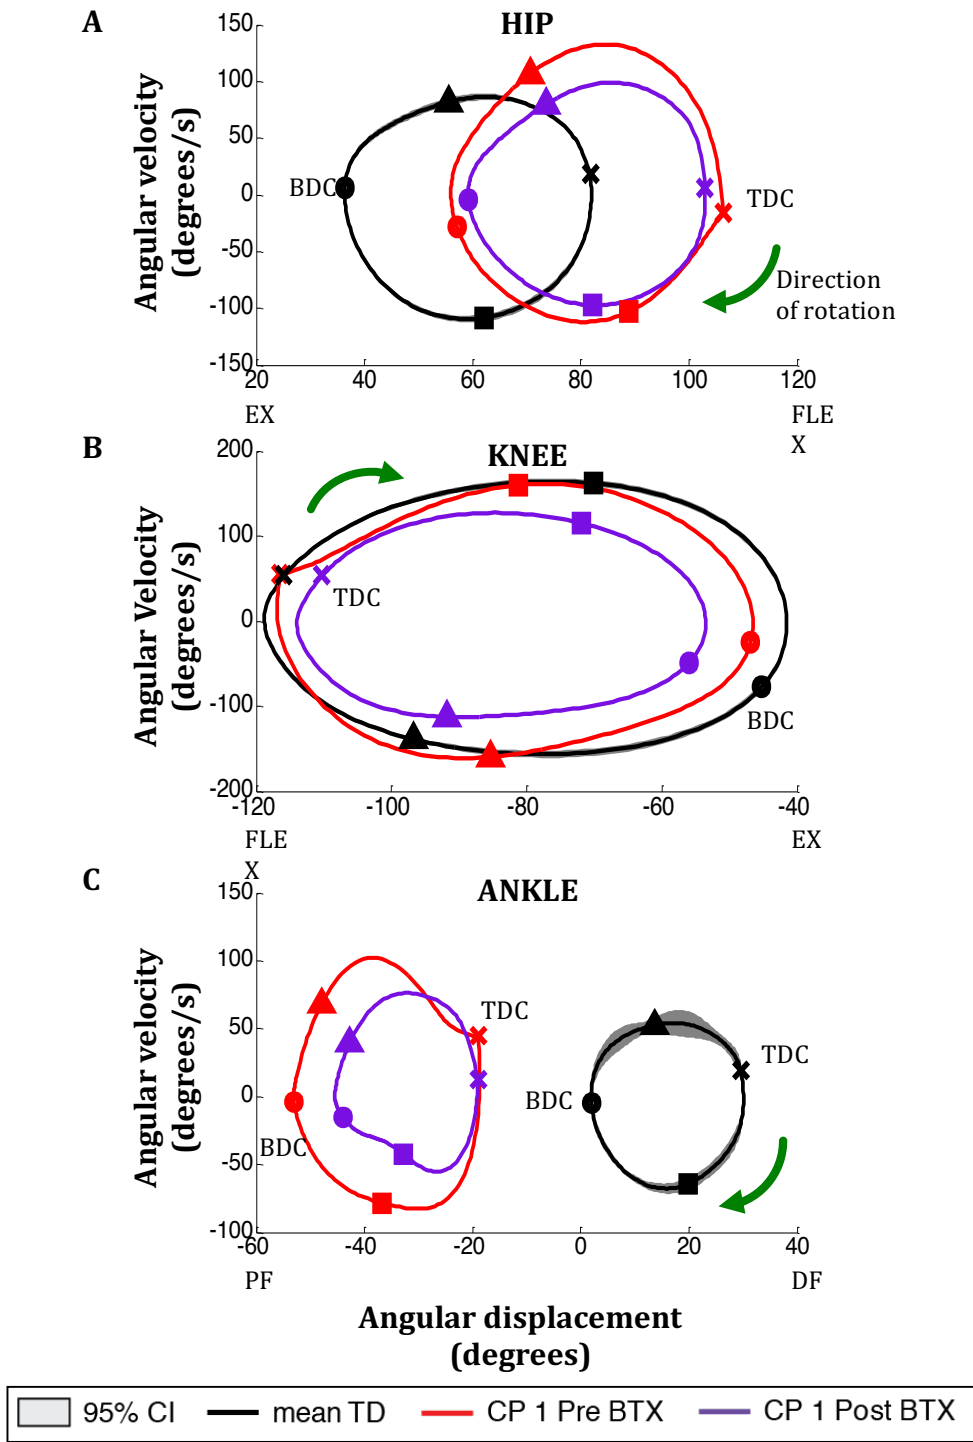 A
HIP
Angular velocity
(degrees/s)
150
100
50
0
-50
-100
-150
BDC
TDC
Direction
of rotation
20 40 60 80 100 120
EX FLE
X
B
KNEE
Angular Velocity
(degrees/s)
200
100
0
-100
-200
TDC
BDC
-120 -100 -80 -60 -40
FLE EX
X
C
ANKLE
Angular velocity
(degrees/s)
150
100
50
0
-50
-100
TDC
TDC
BDC
BDC
-60 -40 -20 0 20 40
PF DF
Angular displacement
(degrees)
95% CI mean TD CP 1 Pre BTX CP 1 Post BTX